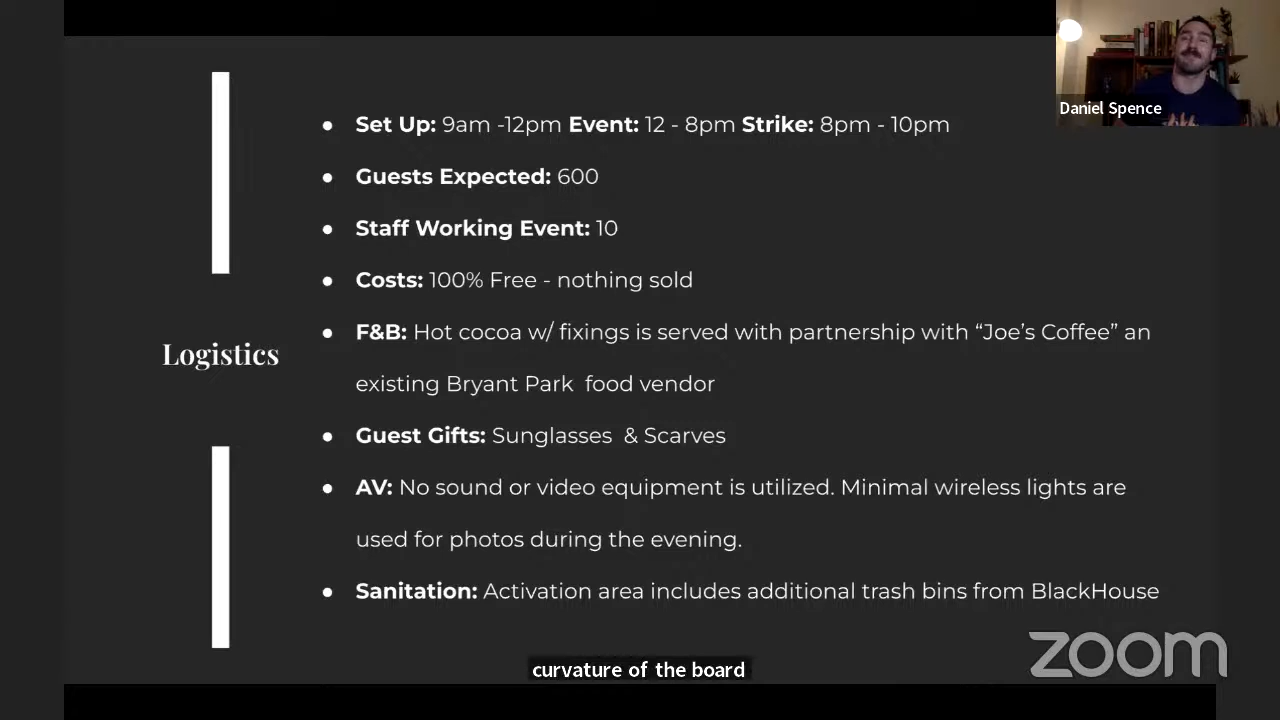 Daniel Spence
● Set Up: 9am -12pm Event: 12 - 8pm Strike: 8pm - 10pm
● Guests Expected: 600
● Staff Working Event: 10
● Costs: 100% Free - nothing sold
● F&B: Hot cocoa w/ fixings is served with partnership with “Joe’s Coffee” an
existing Bryant Park  food vendor
Logistics
● Guest Gifts: Sunglasses  & Scarves
● AV: No sound or video equipment is utilized. Minimal wireless lights are
used for photos during the evening.
● Sanitation: Activation area includes additional trash bins from BlackHouse
zoom
curvature of the board